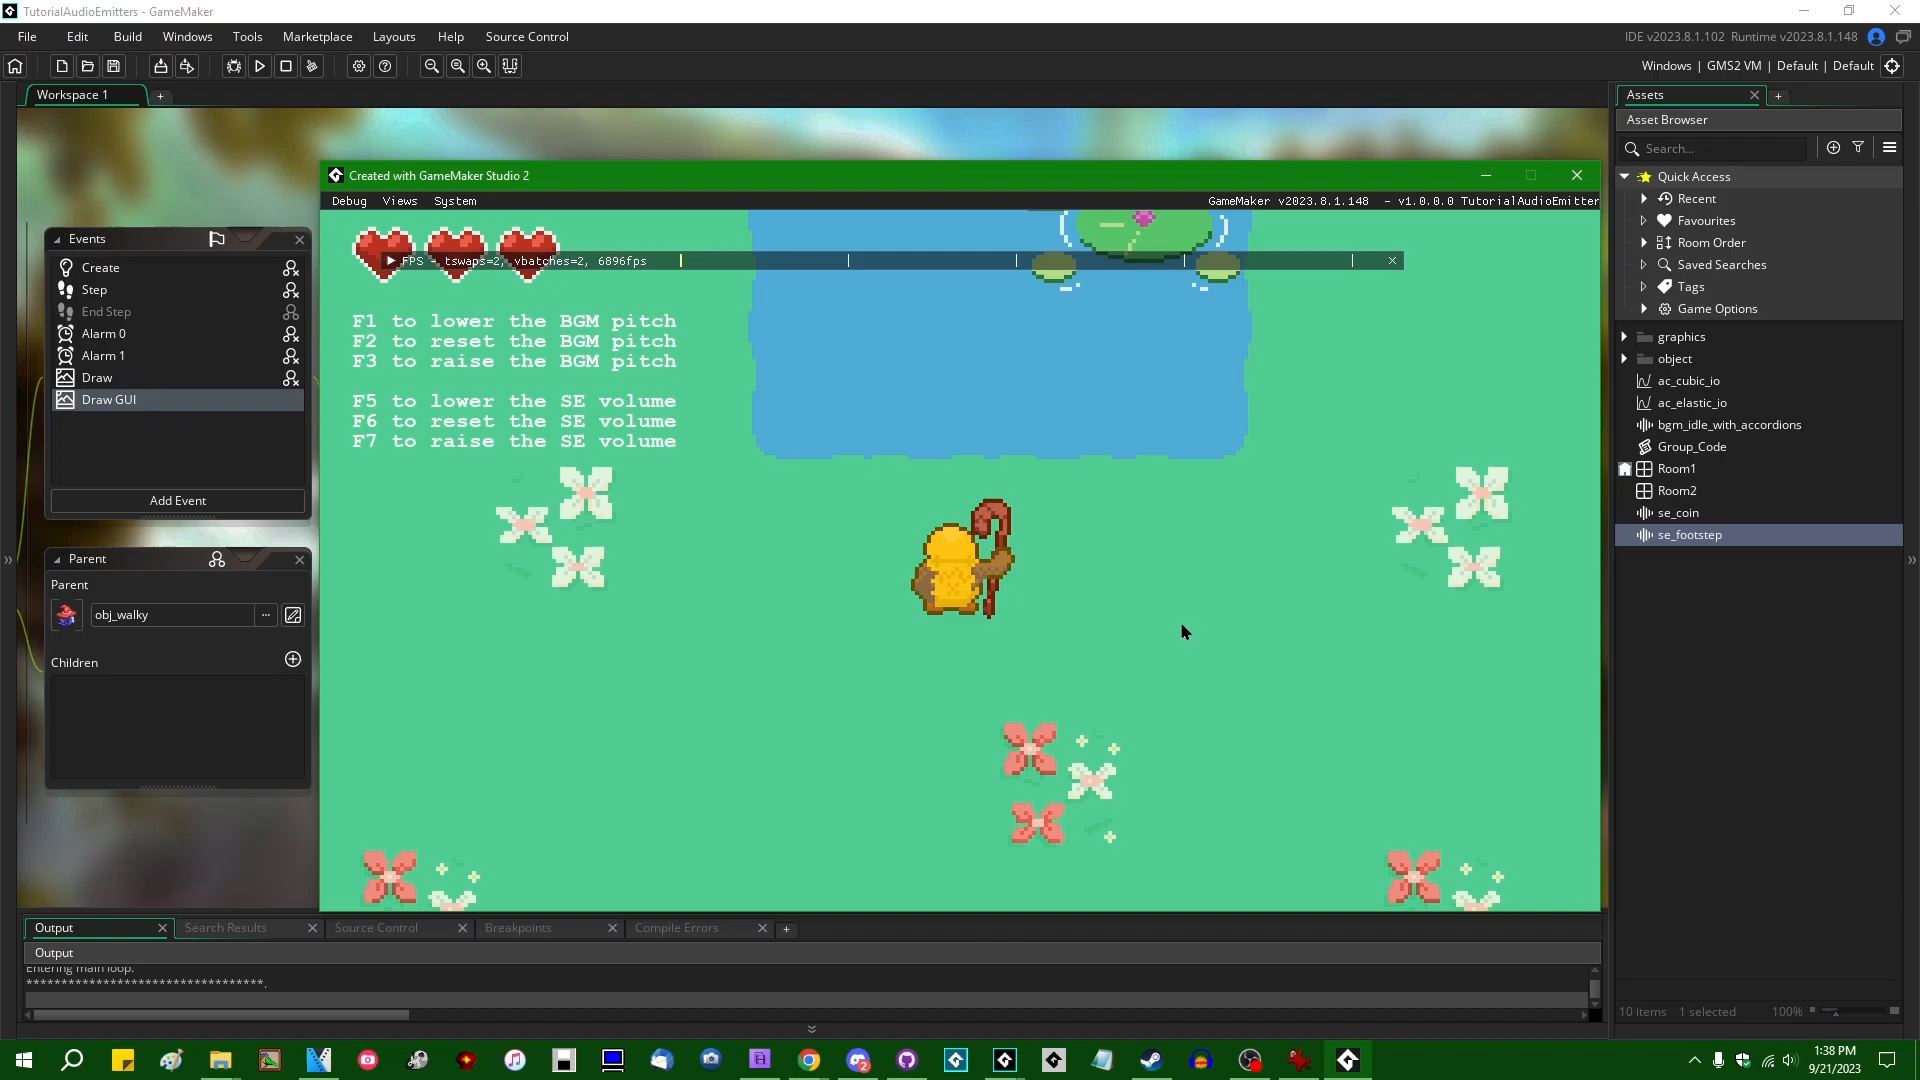 TutorialAudioEmitters - GameMaker
File Edit Build Windows Tools Marketplace Layouts Help Source Control
IDE v2023.8.1.102 Runtime v2023.8.1.148
Windows | GMS2 VM | Default | Default
Workspace 1
Assets
Asset Browser
Search...
Quick Access
Recent
Favourites
Room Order
Saved Searches
Tags
Game Options
graphics
object
ac_cubic_io
ac_elastic_io
bgm_idle_with_accordions
Group_Code
Room1
Room2
se_coin
se_footstep
10 items 1 selected 100%
Events
Create
Step
End Step
Alarm 0
Alarm 1
Draw
Draw GUI
Add Event
Parent
Parent
obj_walky
Children
Created with GameMaker Studio 2
Debug Views System
GameMaker v2023.8.1.148 - v1.0.0.0 TutorialAudioEmitter
FPS - tswaps=2, vbatches=2, 6896fps
F1 to lower the BGM pitch
F2 to reset the BGM pitch
F3 to raise the BGM pitch
F5 to lower the SE volume
F6 to reset the SE volume
F7 to raise the SE volume
Output Search Results Source Control Breakpoints Compile Errors
Output
Entering main loop.
**********************************.
1:38 PM
9/21/2023